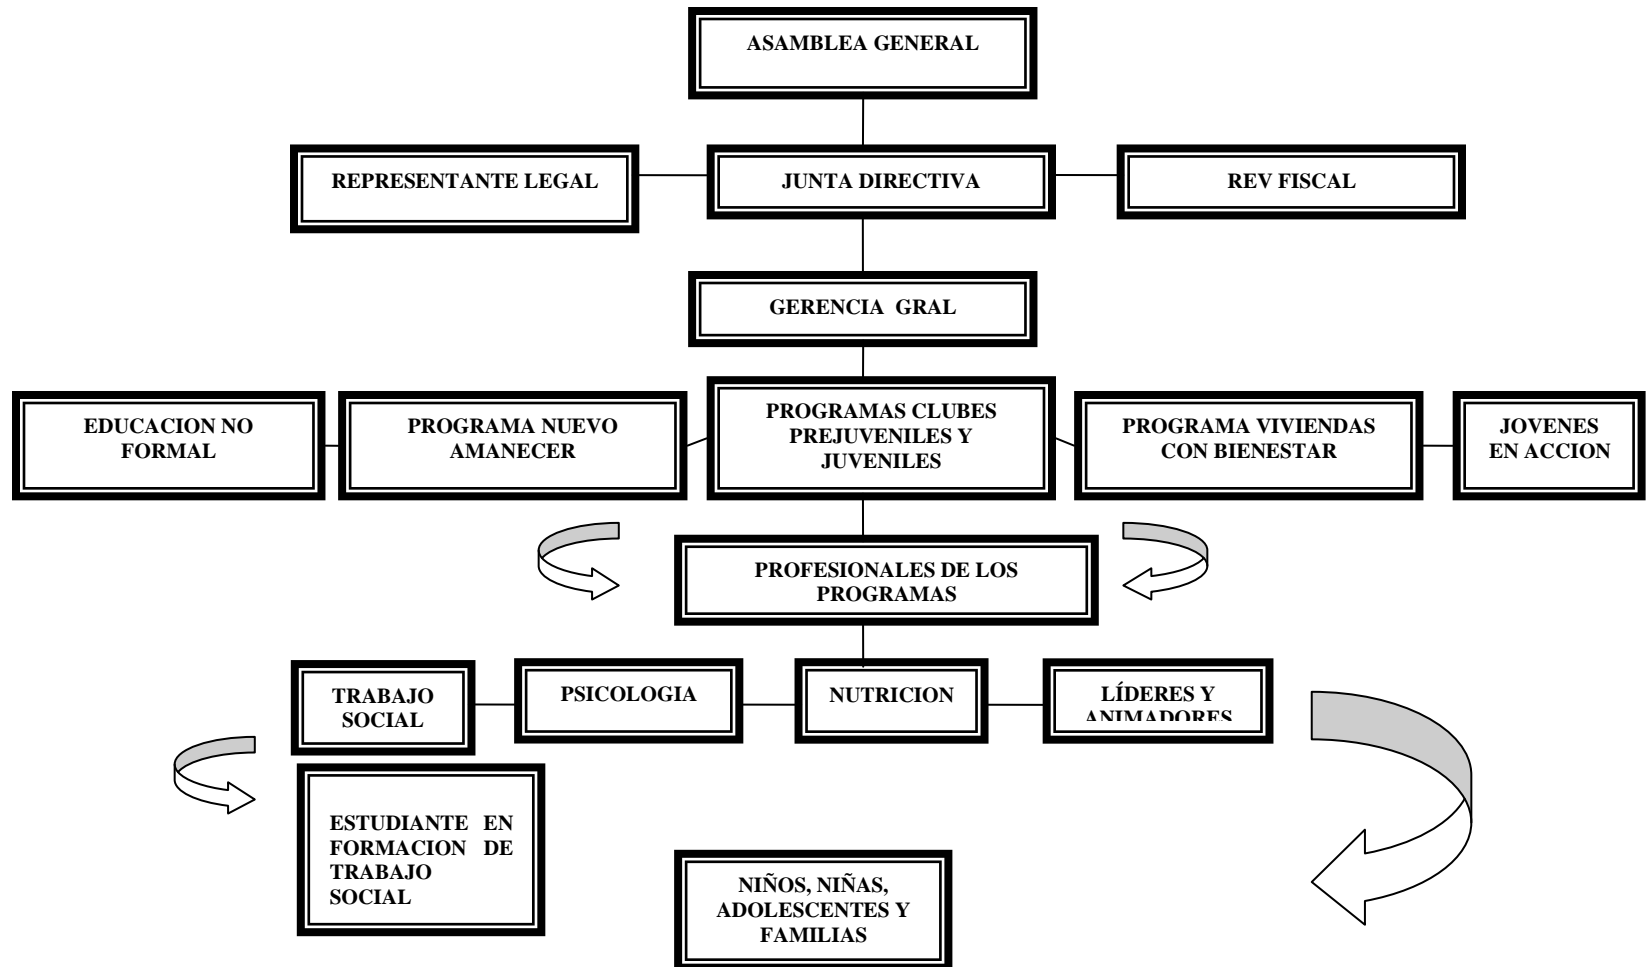 ASAMBLEA GENERAL
REPRESENTANTE LEGAL
JUNTA DIRECTIVA
REV FISCAL
GERENCIA GRAL
EDUCACION NO
FORMAL
PROGRAMA NUEVO
AMANECER
PROGRAMAS CLUBES
PREJUVENILES Y
JUVENILES
PROGRAMA VIVIENDAS
CON BIENESTAR
JOVENES
EN ACCION
PROFESIONALES DE LOS
PROGRAMAS
TRABAJO
SOCIAL
PSICOLOGIA
NUTRICION
LÍDERES Y
ANIMADORES
ESTUDIANTE EN
FORMACION DE
TRABAJO
SOCIAL
NIÑOS, NIÑAS,
ADOLESCENTES Y
FAMILIAS